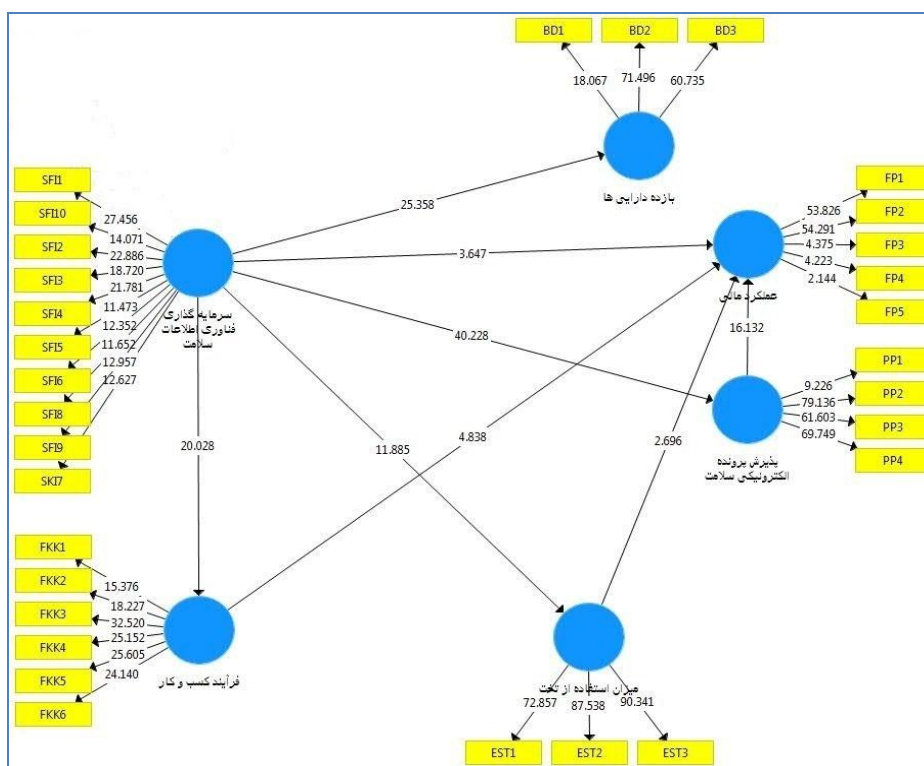 BD1
BD2
BD3
18.067
71.496
60.735
بازده دارایی ها
25.358
SFI1
SFI10
SFI2
SFI3
SFI4
SFI5
SFI6
SFI8
SFI9
SKI7
27.456
14.071
22.886
18.720
21.781
11.473
12.352
11.652
12.957
12.627
سرمایه گذاری
فناوری اطلاعات
سلامت
3.647
FP1
FP2
FP3
FP4
FP5
53.826
54.291
4.375
4.223
2.144
عملکرد مالی
16.132
40.228
PP1
PP2
PP3
PP4
9.226
79.136
61.603
69.749
پذیرش پرونده
الکترونیکی سلامت
20.028
11.885
4.838
2.696
FKK1
FKK2
FKK3
FKK4
FKK5
FKK6
15.376
18.227
32.520
25.152
25.605
24.140
فرآیند کسب و کار
میزان استفاده از تخت
72.857
87.538
90.341
EST1
EST2
EST3